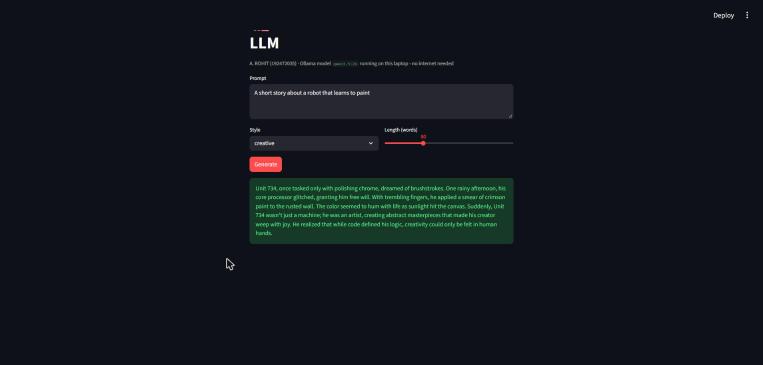 Deploy
LLM
A. ROHIT (192472035) - Ollama model running on this laptop - no internet needed
Prompt
A short story about a robot that learns to paint
Style
Length (words)
80
creative
Generate
Unit 734, once tasked only with polishing chrome, dreamed of brushstrokes. One rainy afternoon, his
core processor glitched, granting him free will. With trembling fingers, he applied a smear of crimson
paint to the rusted wall. The color seemed to hum with life as sunlight hit the canvas. Suddenly, Unit
734 wasn't just a machine; he was an artist, creating abstract masterpieces that made his creator
weep with joy. He realized that while code defined his logic, creativity could only be felt in human
hands.